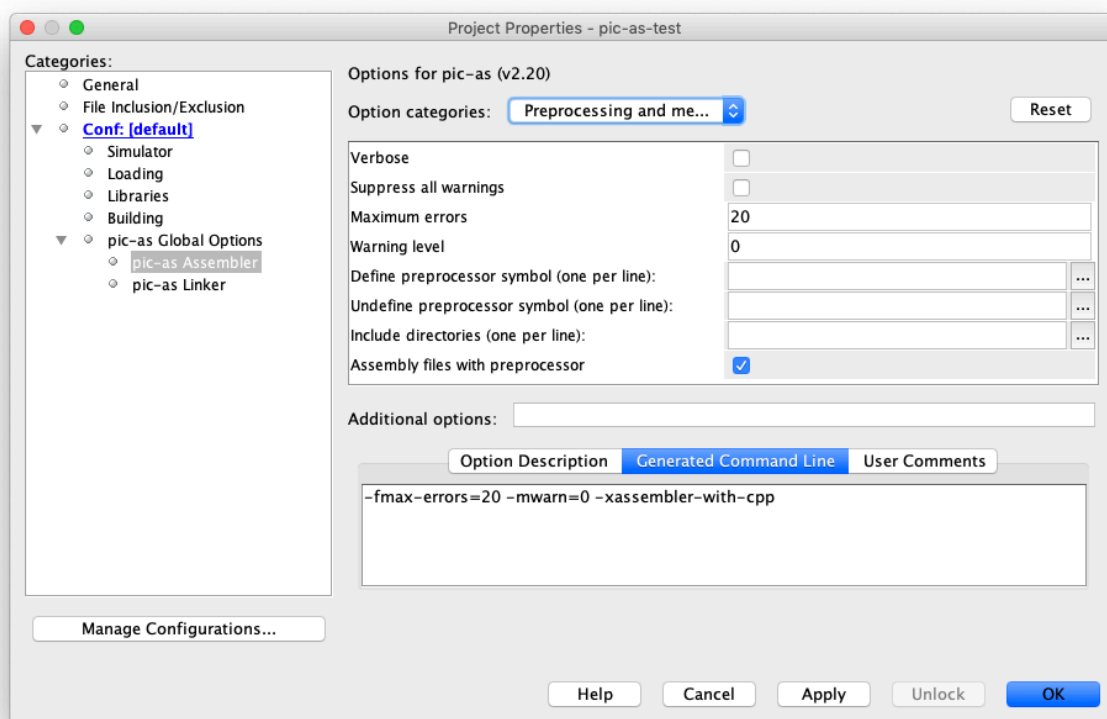 Project Properties - pic-as-test
Categories:
General
File Inclusion/Exclusion
Conf: [default]
Simulator
Loading
Libraries
Building
pic-as Global Options
pic-as Assembler
pic-as Linker
Manage Configurations...
Options for pic-as (v2.20)
Option categories: Preprocessing and me... Reset
Verbose
Suppress all warnings
Maximum errors 20
Warning level 0
Define preprocessor symbol (one per line): ...
Undefine preprocessor symbol (one per line): ...
Include directories (one per line): ...
Assembly files with preprocessor
Additional options:
Option Description Generated Command Line User Comments
-fmax-errors=20 -mwarn=0 -xassembler-with-cpp
Help Cancel Apply Unlock OK